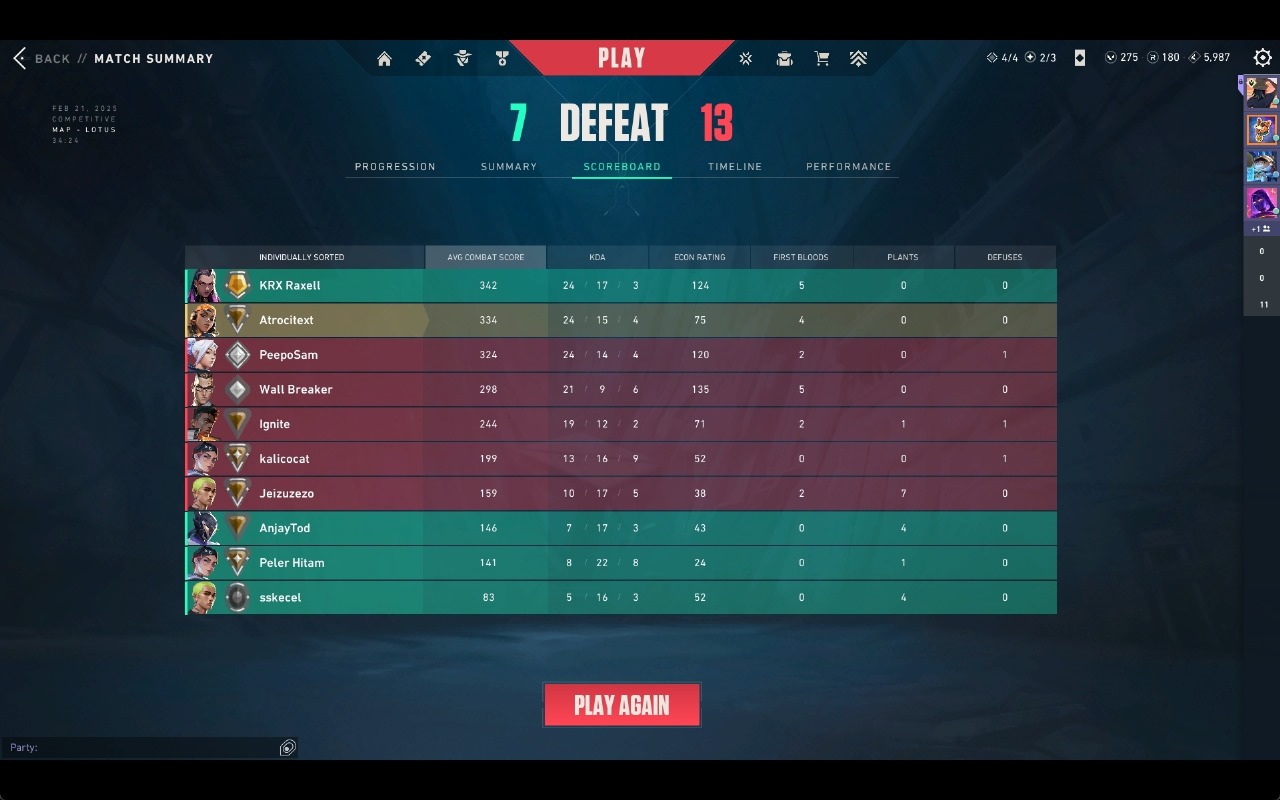 BACK // MATCH SUMMARY
PLAY
4/4 2/3 275 180 5,987
FEB 21, 2025
COMPETITIVE
MAP - LOTUS
34:24
7 DEFEAT 13
PROGRESSION SUMMARY SCOREBOARD TIMELINE PERFORMANCE
+1
0
0
11
INDIVIDUALLY SORTED AVG COMBAT SCORE KDA ECON RATING FIRST BLOODS PLANTS DEFUSES
KRX Raxell 342 24 / 17 / 3 124 5 0 0
Atrocitext 334 24 / 15 / 4 75 4 0 0
PeepoSam 324 24 / 14 / 4 120 2 0 1
Wall Breaker 298 21 / 9 / 6 135 5 0 0
Ignite 244 19 / 12 / 2 71 2 1 1
kalicocat 199 13 / 16 / 9 52 0 0 1
Jeizuzezo 159 10 / 17 / 5 38 2 7 0
AnjayTod 146 7 / 17 / 3 43 0 4 0
Peler Hitam 141 8 / 22 / 8 24 0 1 0
sskecel 83 5 / 16 / 3 52 0 4 0
PLAY AGAIN
Party: